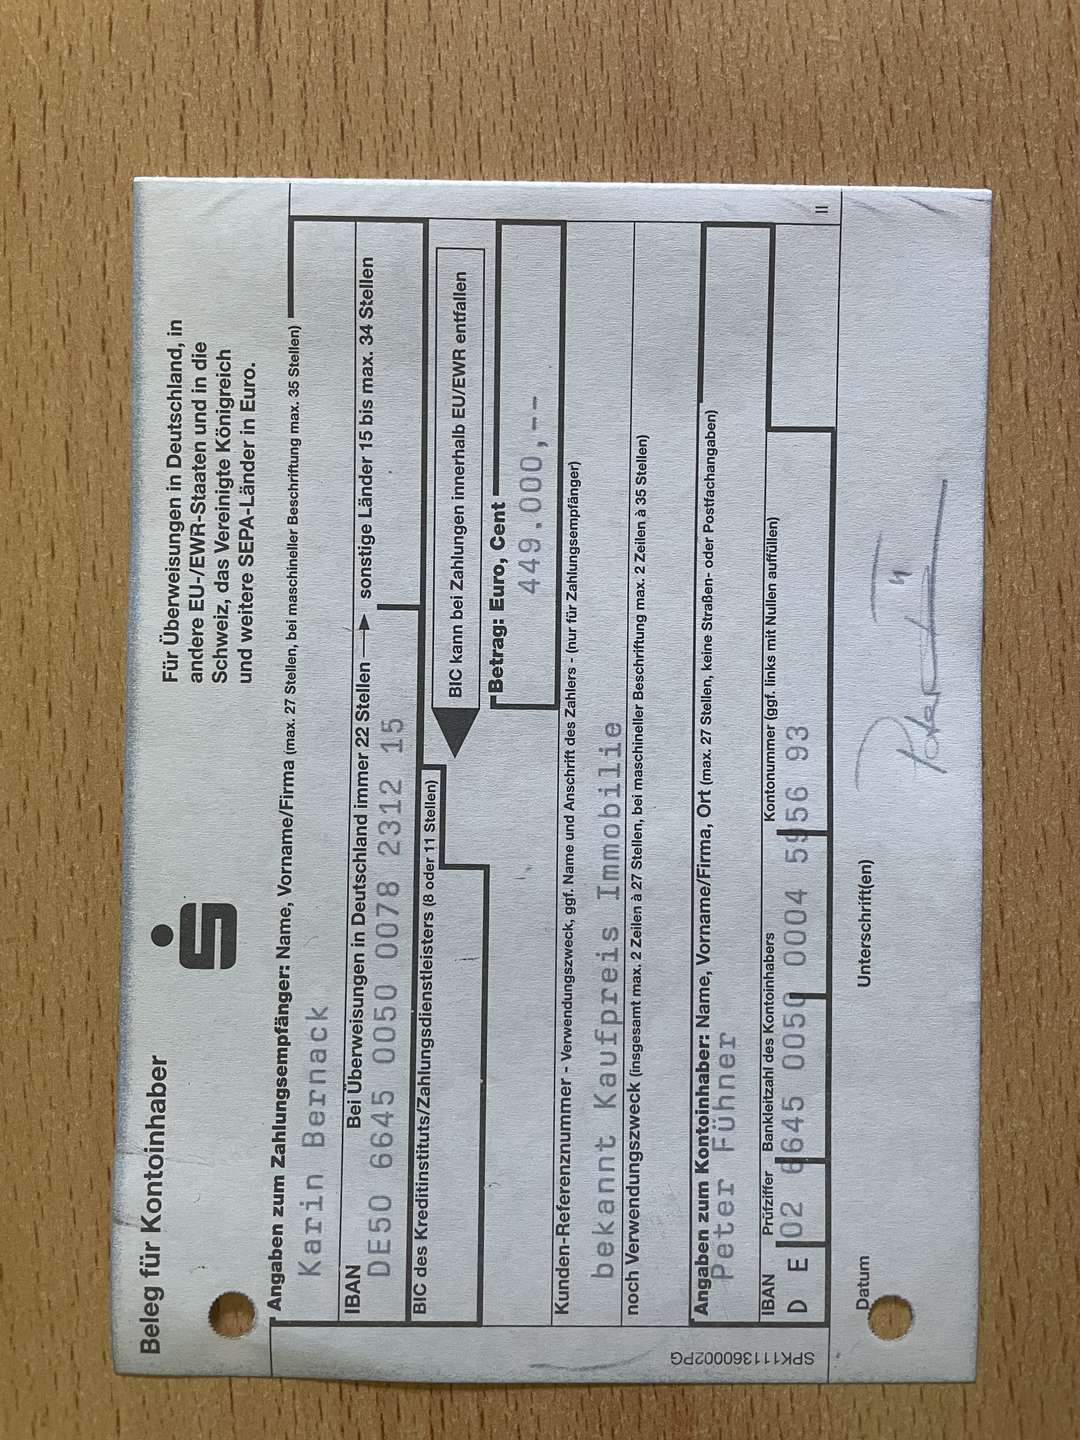 Beleg für Kontoinhaber
Für Überweisungen in Deutschland, in
andere EU-/EWR-Staaten und in die
Schweiz, das Vereinigte Königreich
und weitere SEPA-Länder in Euro.
Angaben zum Zahlungsempfänger: Name, Vorname/Firma (max. 27 Stellen, bei maschineller Beschriftung max. 35 Stellen)
Karin Bernack
IBAN
Bei Überweisungen in Deutschland immer 22 Stellen → sonstige Länder 15 bis max. 34 Stellen
DE50 6645 0050 0078 2312 15
BIC des Kreditinstituts/Zahlungsdienstleisters (8 oder 11 Stellen)
BIC kann bei Zahlungen innerhalb EU/EWR entfallen
Betrag: Euro, Cent
449.000,--
Kunden-Referenznummer - Verwendungszweck, ggf. Name und Anschrift des Zahlers - (nur für Zahlungsempfänger)
bekannt Kaufpreis Immobilie
noch Verwendungszweck (insgesamt max. 2 Zeilen à 27 Stellen, bei maschineller Beschriftung max. 2 Zeilen à 35 Stellen)
Angaben zum Kontoinhaber: Name, Vorname/Firma, Ort (max. 27 Stellen, keine Straßen- oder Postfachangaben)
Peter Führer
IBAN Prüfziffer Bankleitzahl des Kontoinhabers Kontonummer (ggf. links mit Nullen auffüllen)
D E 02 6645 0050 0004 5956 93
II
Datum Unterschrift(en)
SPK111360002PG